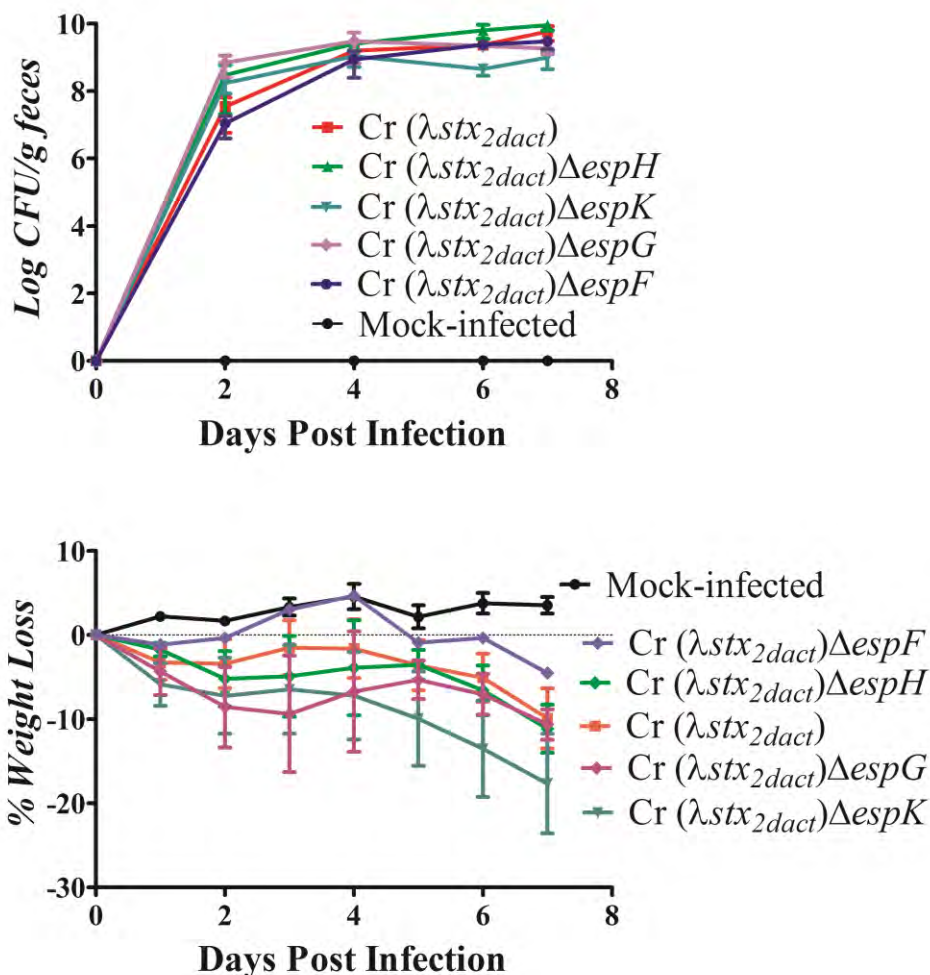 10
8
6
4
2
0
Log CFU/g feces
Cr (λstx2dact)
Cr (λstx2dact)ΔespH
Cr (λstx2dact)ΔespK
Cr (λstx2dact)ΔespG
Cr (λstx2dact)ΔespF
Mock-infected
0 2 4 6 8
Days Post Infection
10
0
-10
-20
-30
% Weight Loss
Mock-infected
Cr (λstx2dact)ΔespF
Cr (λstx2dact)ΔespH
Cr (λstx2dact)
Cr (λstx2dact)ΔespG
Cr (λstx2dact)ΔespK
0 2 4 6 8
Days Post Infection